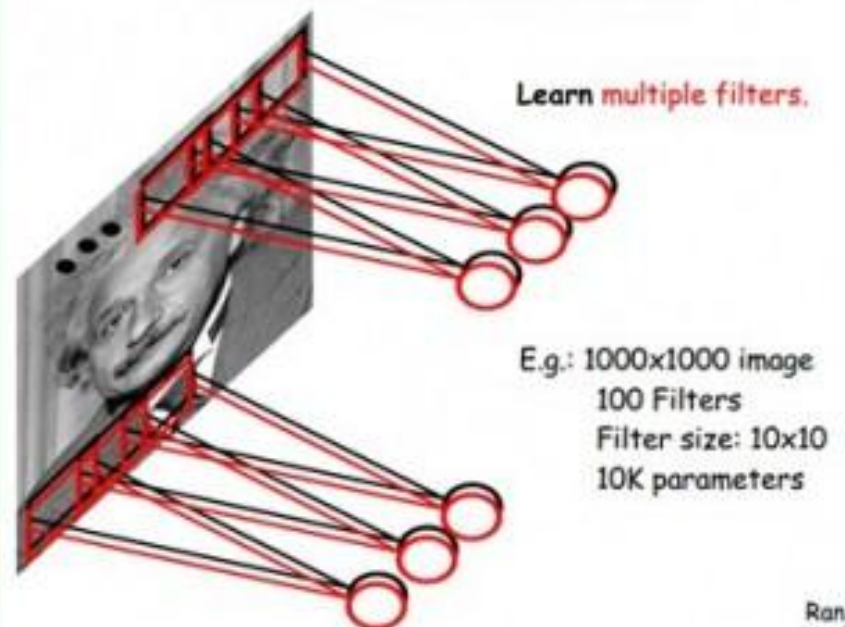 Learn multiple filters.
E.g.: 1000x1000 image
100 Filters
Filter size: 10x10
10K parameters
Ran